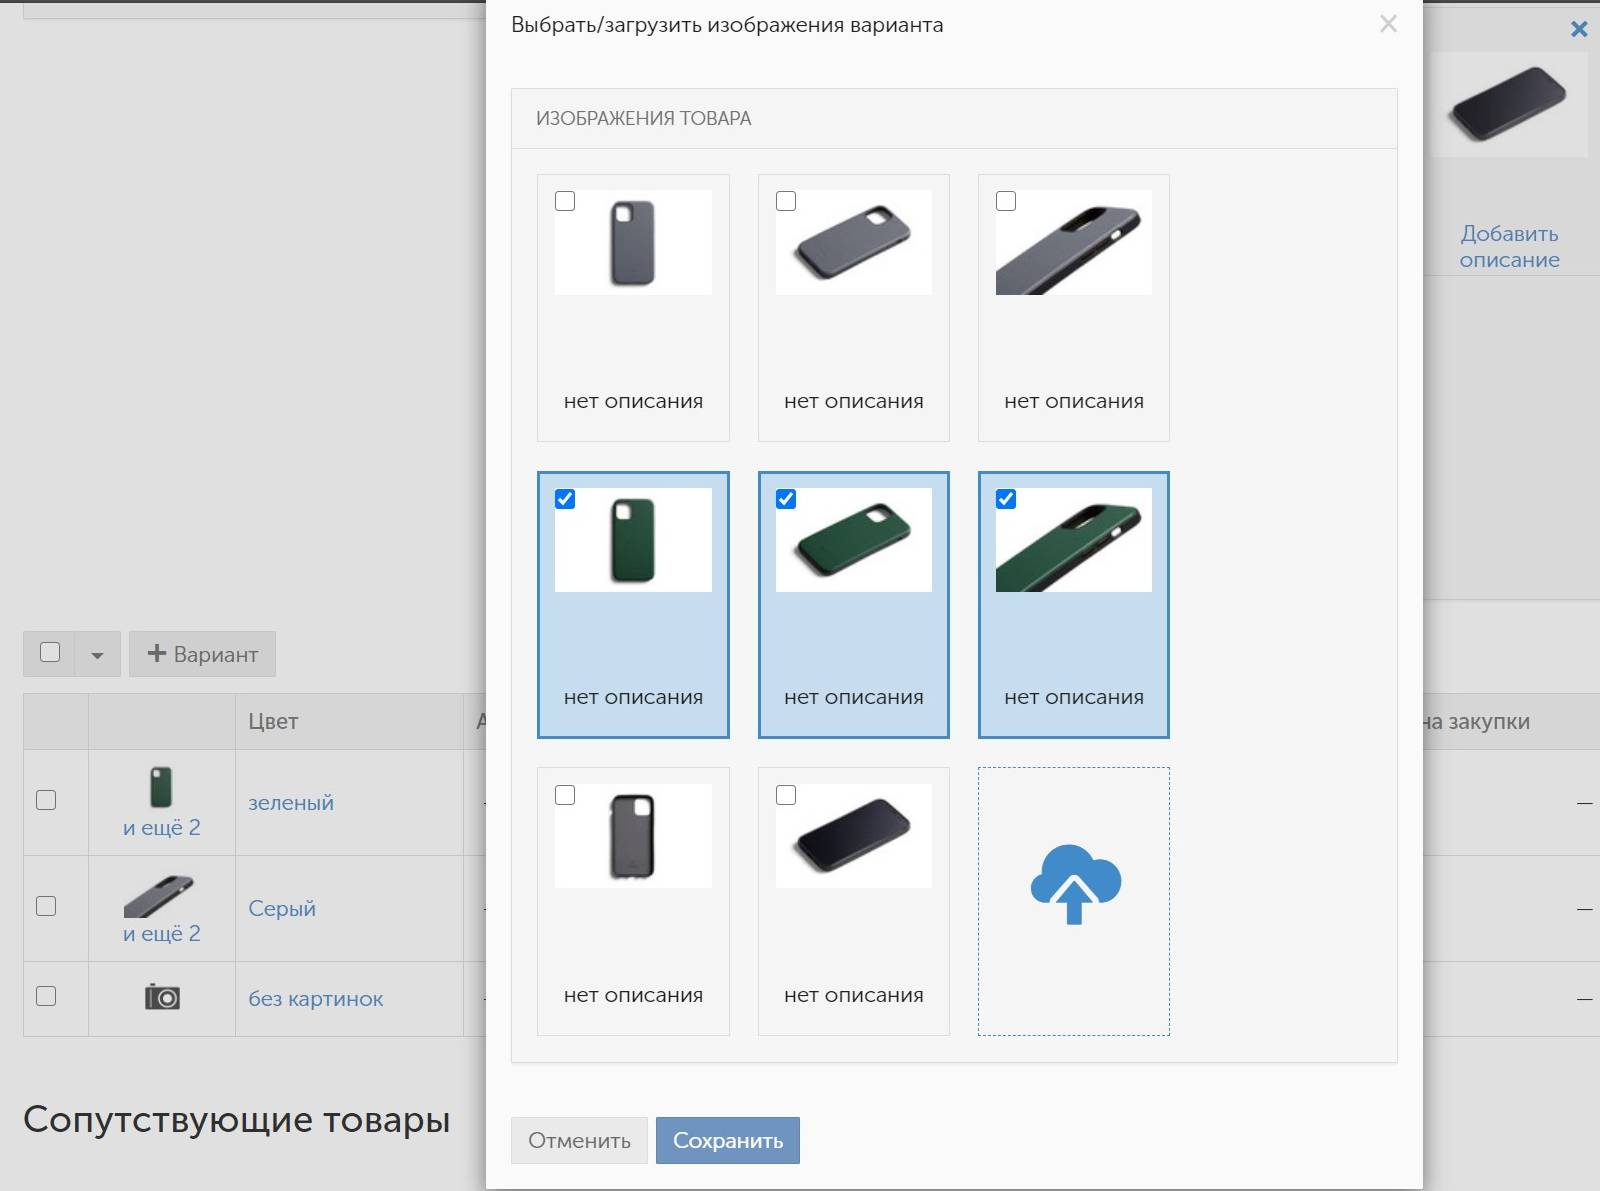 Выбрать/загрузить изображения варианта
ИЗОБРАЖЕНИЯ ТОВАРА
Добавить
описание
нет описания
нет описания
нет описания
нет описания
нет описания
нет описания
Вариант
Цвет
на закупки
и ещё 2
зеленый
—
и ещё 2
Серый
—
без картинок
—
нет описания
нет описания
Сопутствующие товары
Отменить
Сохранить